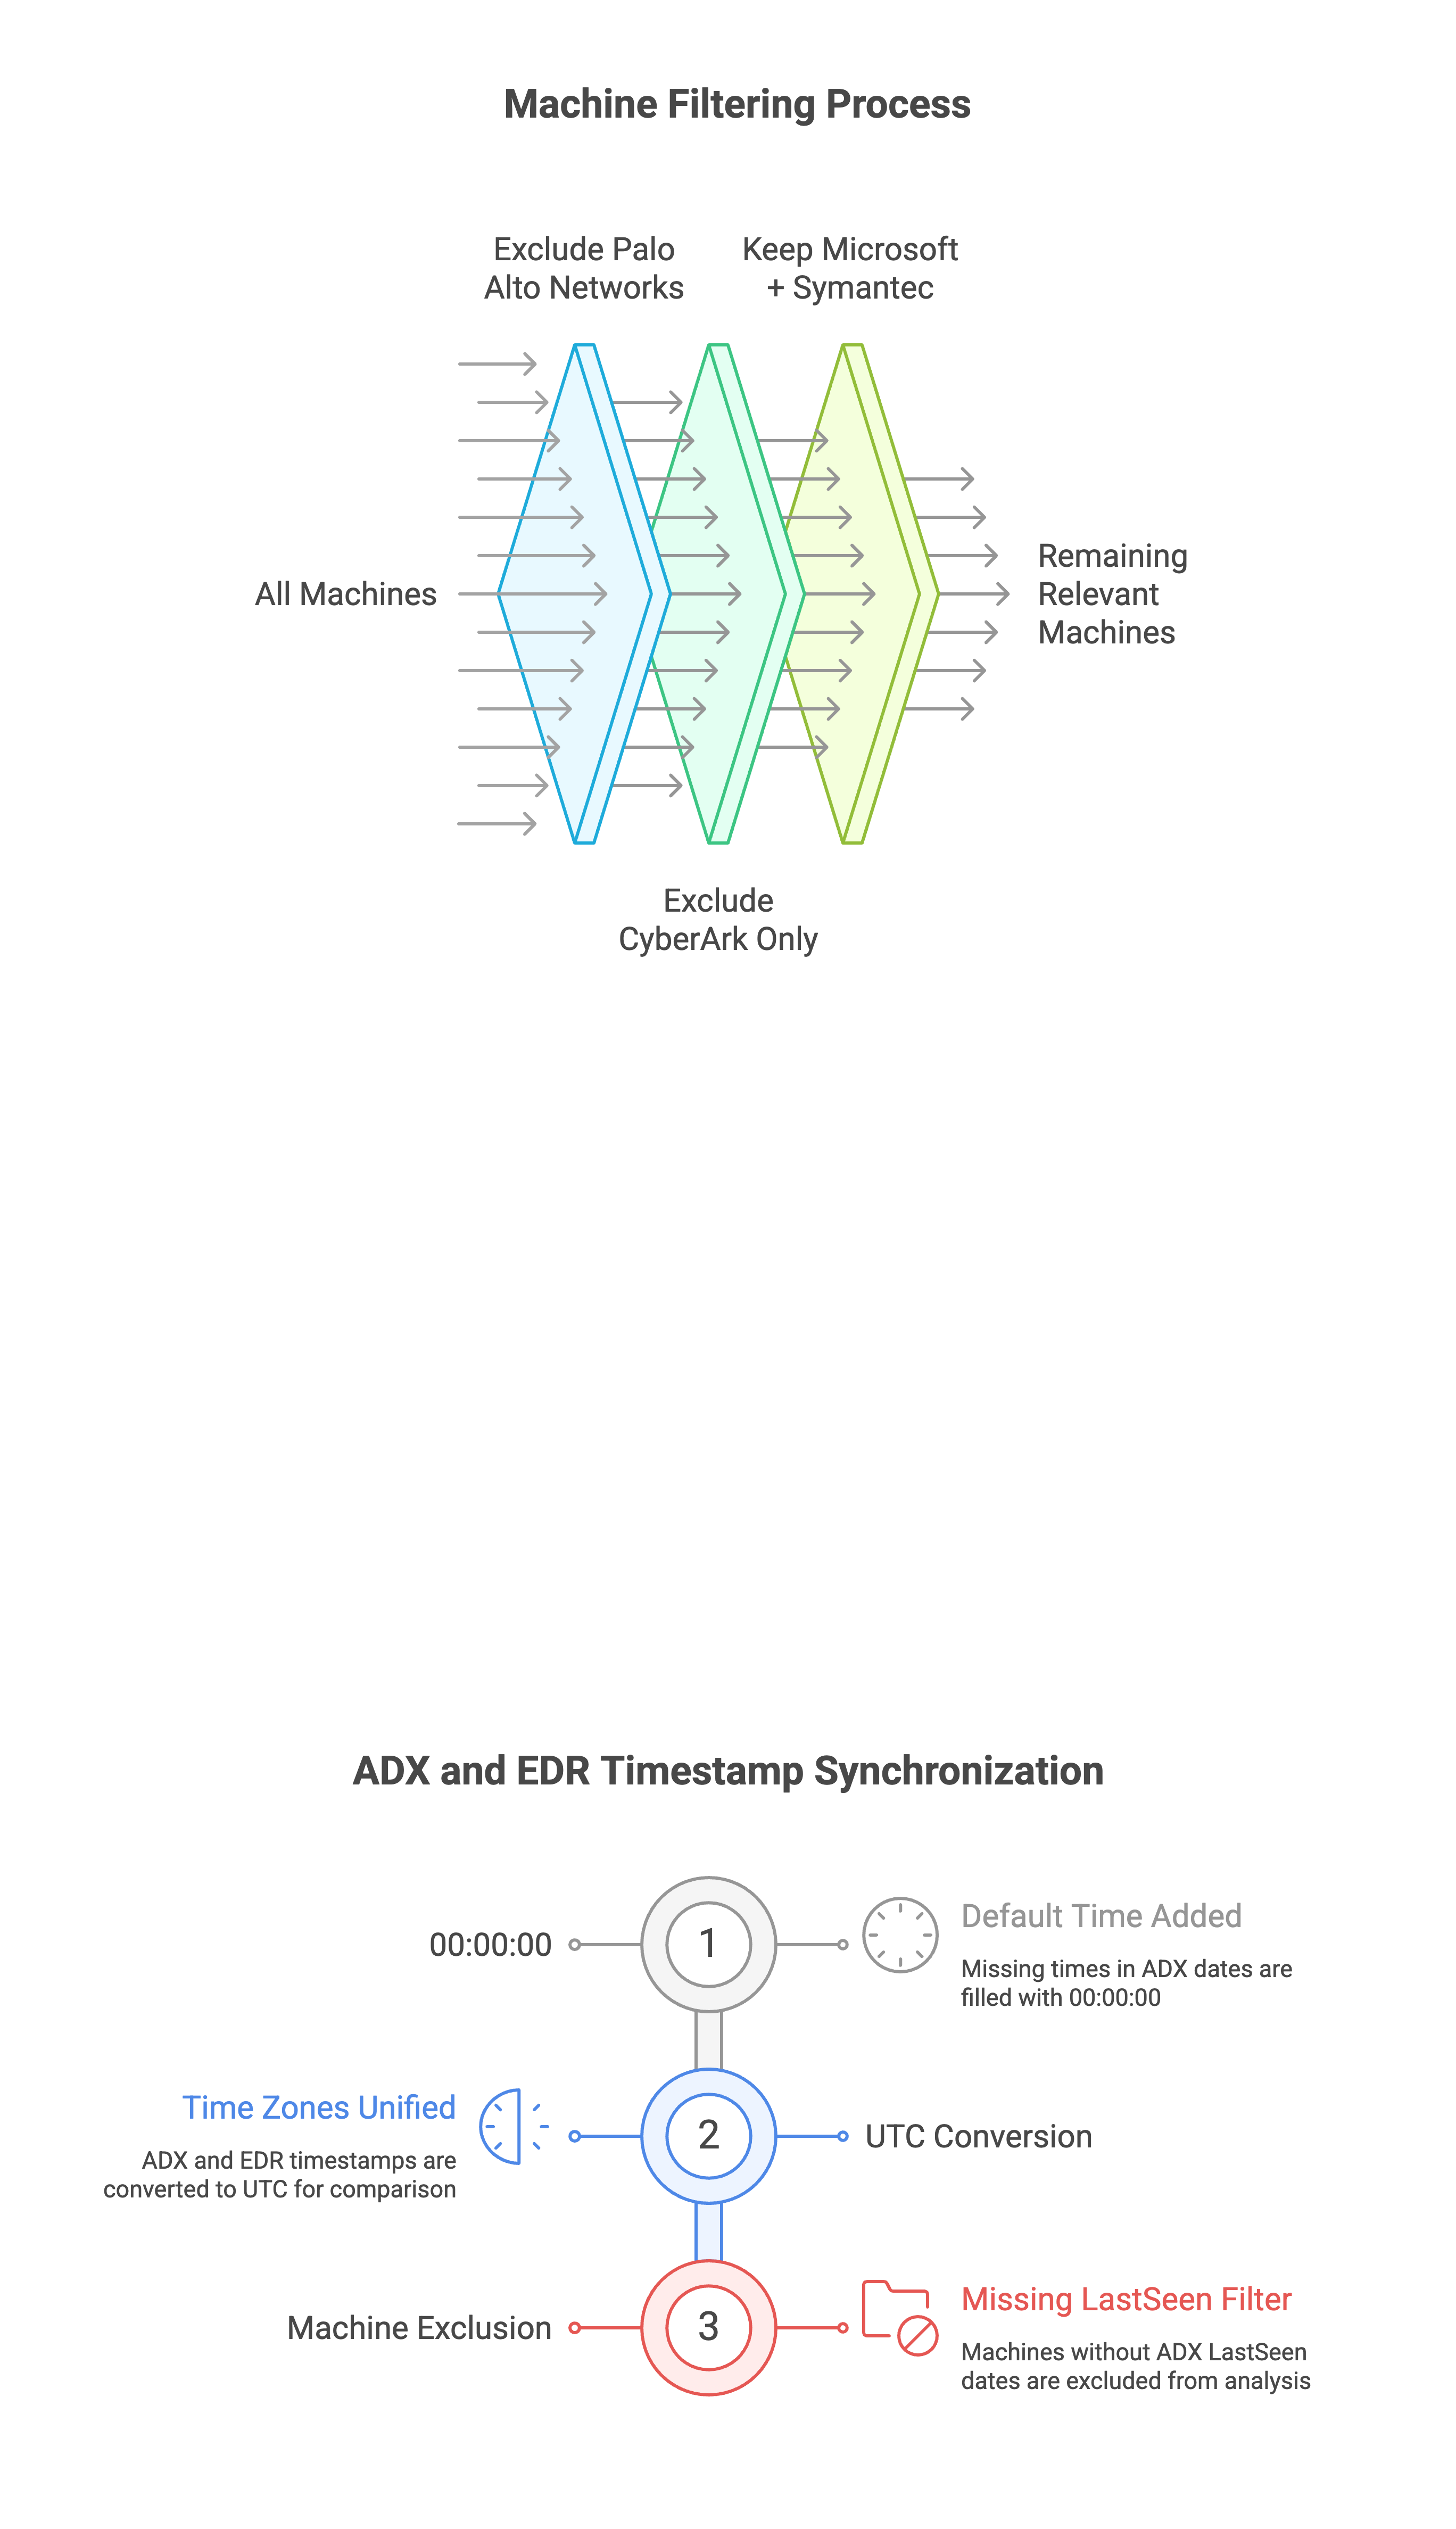 Machine Filtering Process
Exclude Palo
Alto Networks
Keep Microsoft
+ Symantec
All Machines
Remaining
Relevant
Machines
Exclude
CyberArk Only
ADX and EDR Timestamp Synchronization
00:00:00
1
Default Time Added
Missing times in ADX dates are
filled with 00:00:00
Time Zones Unified
ADX and EDR timestamps are
converted to UTC for comparison
2
UTC Conversion
Machine Exclusion
3
Missing LastSeen Filter
Machines without ADX LastSeen
dates are excluded from analysis